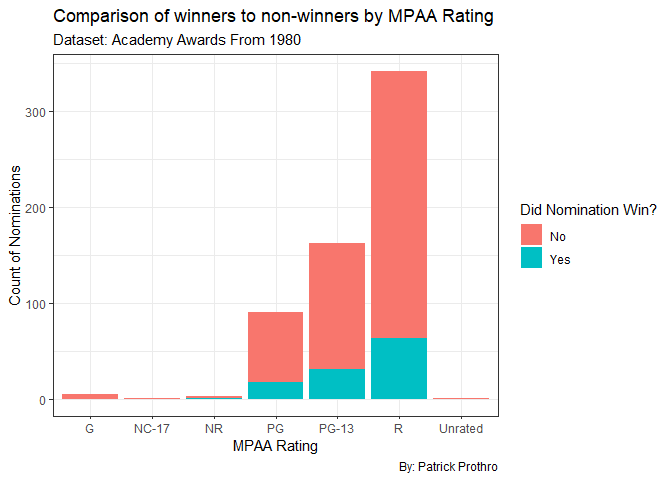 Comparison of winners to non-winners by MPAA Rating
Dataset: Academy Awards From 1980
Count of Nominations
300
200
100
0
G NC-17 NR PG PG-13 R Unrated
MPAA Rating
Did Nomination Win?
No
Yes
By: Patrick Prothro